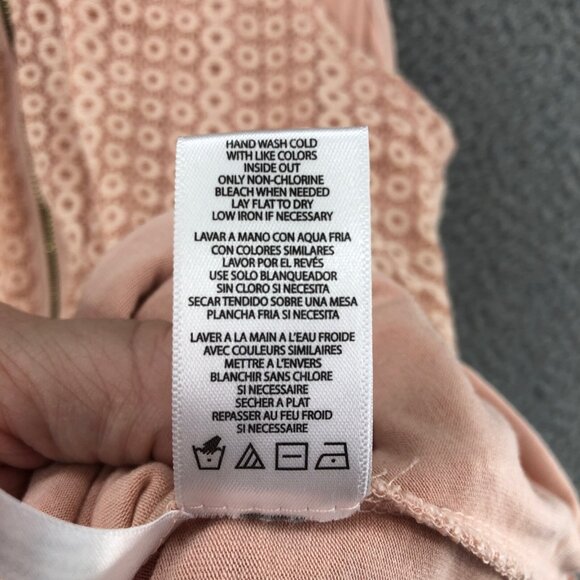 HAND WASH COLD
WITH LIKE COLORS
INSIDE OUT
ONLY NON-CHLORINE
BLEACH WHEN NEEDED
LAY FLAT TO DRY
LOW IRON IF NECESSARY
LAVAR A MANO CON AQUA FRIA
CON COLORES SIMILARES
LAVOR POR EL REVÉS
USE SOLO BLANQUEADOR
SIN CLORO SI NECESITA
SECAR TENDIDO SOBRE UNA MESA
PLANCHA FRIA SI NECESITA
LAVER A LA MAIN A L'EAU FROIDE
AVEC COULEURS SIMILAIRES
METTRE A L'ENVERS
BLANCHIR SANS CHLORE
SI NECESSAIRE
SECHER A PLAT
REPASSER AU FEU FROID
SI NECESSAIRE